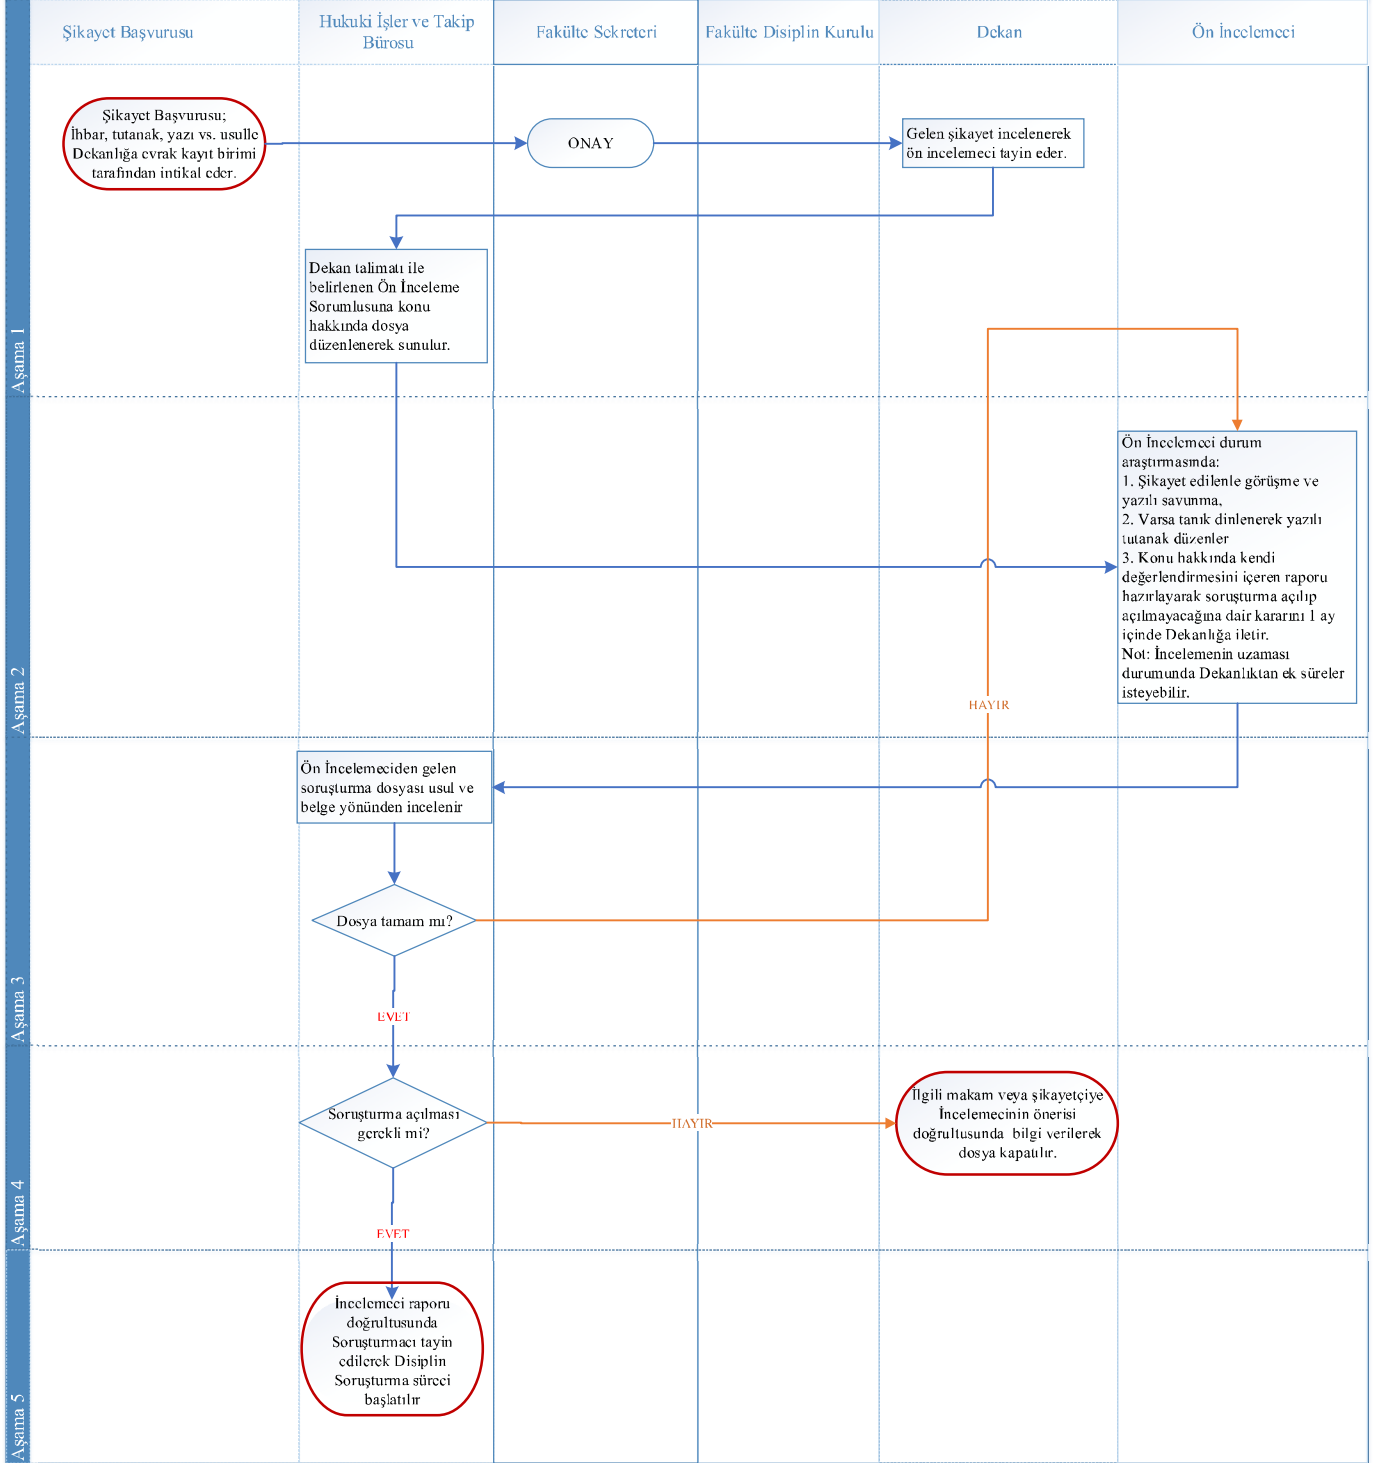 Şikayet Başvurusu
Hukuki İşler ve Takip
Bürosu
Fakülte Sekreteri
Fakülte Disiplin Kurulu
Dekan
Ön İncelemeci
Aşama 1
Şikayet Başvurusu;
İhbar, tutanak, yazı vs. usulle
Dekanlığa evrak kayıt birimi
tarafından intikal eder.
ONAY
Gelen şikayet incelenerek
ön incelemeci tayin eder.
Dekan talimatı ile
belirlenen Ön İnceleme
Sorumlusuna konu
hakkında dosya
düzenlenerek sunulur.
Aşama 2
Ön İncelemeci durum
araştırmasında:
1. Şikayet edilenle görüşme ve
yazılı savunma,
2. Varsa tanık dinlenerek yazılı
tutanak düzenler
3. Konu hakkında kendi
değerlendirmesini içeren raporu
hazırlayarak soruşturma açılıp
açılmayacağına dair kararını 1 ay
içinde Dekanlığa iletir.
Not: İncelemenin uzaması
durumunda Dekanlıktan ek süreler
isteyebilir.
HAYIR
Aşama 3
Ön İncelemeciden gelen
soruşturma dosyası usul ve
belge yönünden incelenir
Dosya tamam mı?
EVET
Aşama 4
Soruşturma açılması
gerekli mi?
HAYIR
İlgili makam veya şikayetçiye
İncelemecinin önerisi
doğrultusunda bilgi verilerek
dosya kapatılır.
EVET
Aşama 5
İncelemeci raporu
doğrultusunda
Soruşturmacı tayin
edilerek Disiplin
Soruşturma süreci
başlatılır